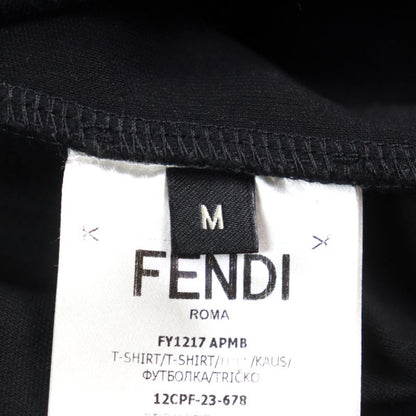 M
FENDI
ROMA
FY1217 APMB
T-SHIRT/T-SHIRT/ /KAUS/
ФУТБОЛКА/TRIČKO
12CPF-23-678